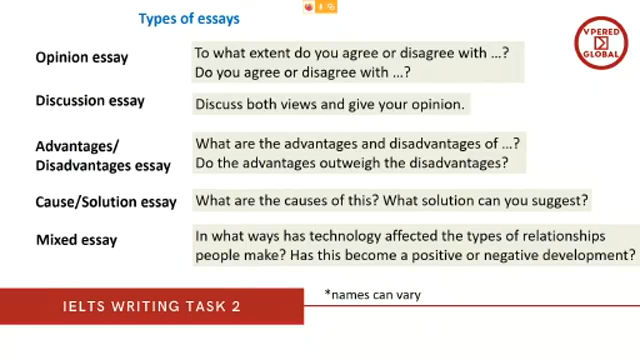 Types of essays
VPERED
GLOBAL
Opinion essay
To what extent do you agree or disagree with ...?
Do you agree or disagree with ...?
Discussion essay
Discuss both views and give your opinion.
Advantages/
Disadvantages essay
What are the advantages and disadvantages of ...?
Do the advantages outweigh the disadvantages?
Cause/Solution essay
What are the causes of this? What solution can you suggest?
Mixed essay
In what ways has technology affected the types of relationships
people make? Has this become a positive or negative development?
*names can vary
IELTS WRITING TASK 2